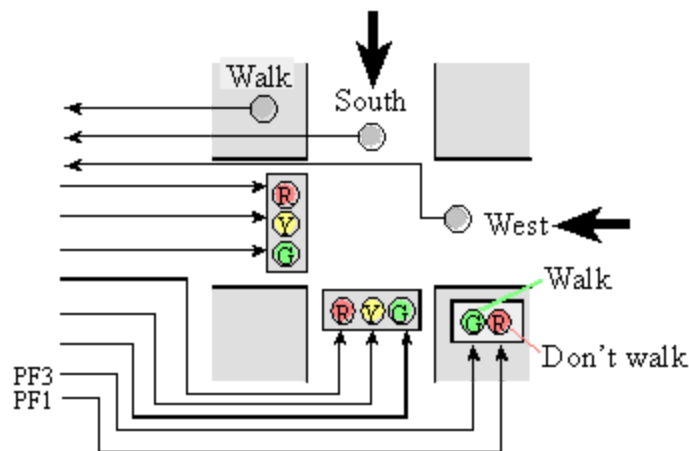 Walk
South
R
Y
G
West
Walk
R Y G
G R
Don't walk
PF3
PF1